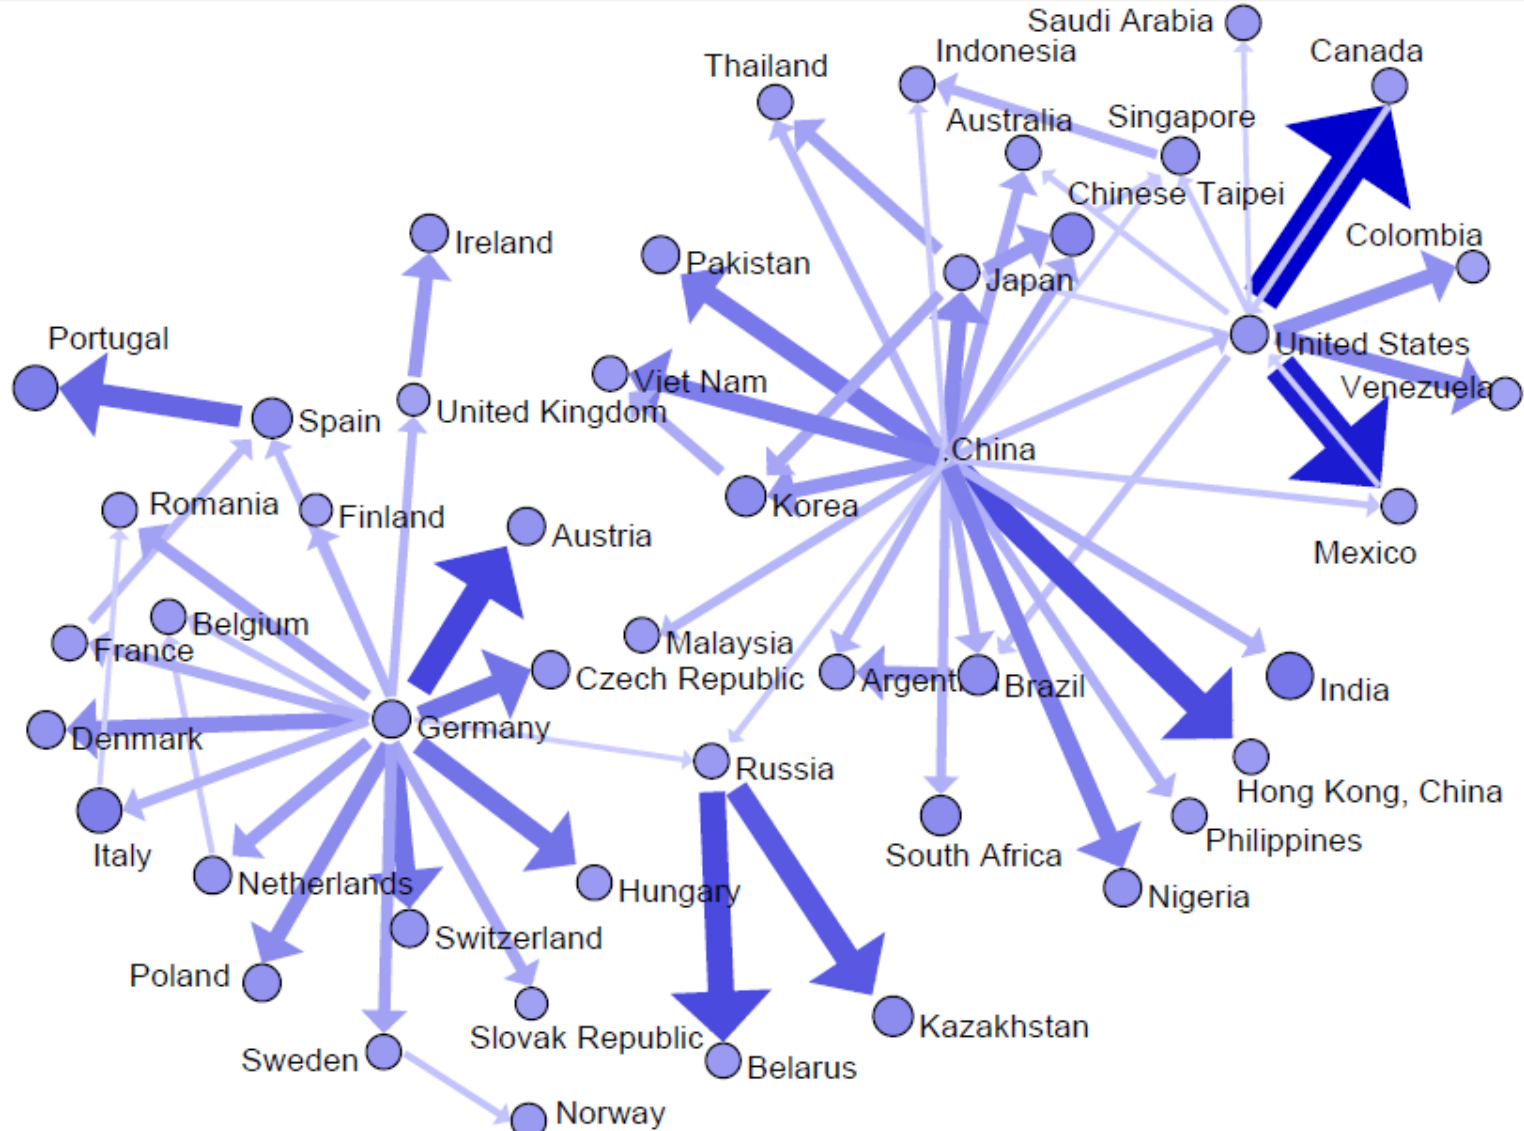 Saudi Arabia
Indonesia
Canada
Thailand
Australia
Singapore
Chinese Taipei
Ireland
Colombia
Pakistan
Japan
Portugal
United States
Viet Nam
Venezuela
United Kingdom
Spain
China
Romania
Finland
Korea
Austria
Mexico
Belgium
France
Malaysia
Czech Republic
Argentina
Brazil
India
Germany
Denmark
Russia
Hong Kong, China
Italy
South Africa
Philippines
Netherlands
Hungary
Nigeria
Switzerland
Poland
Slovak Republic
Kazakhstan
Sweden
Belarus
Norway